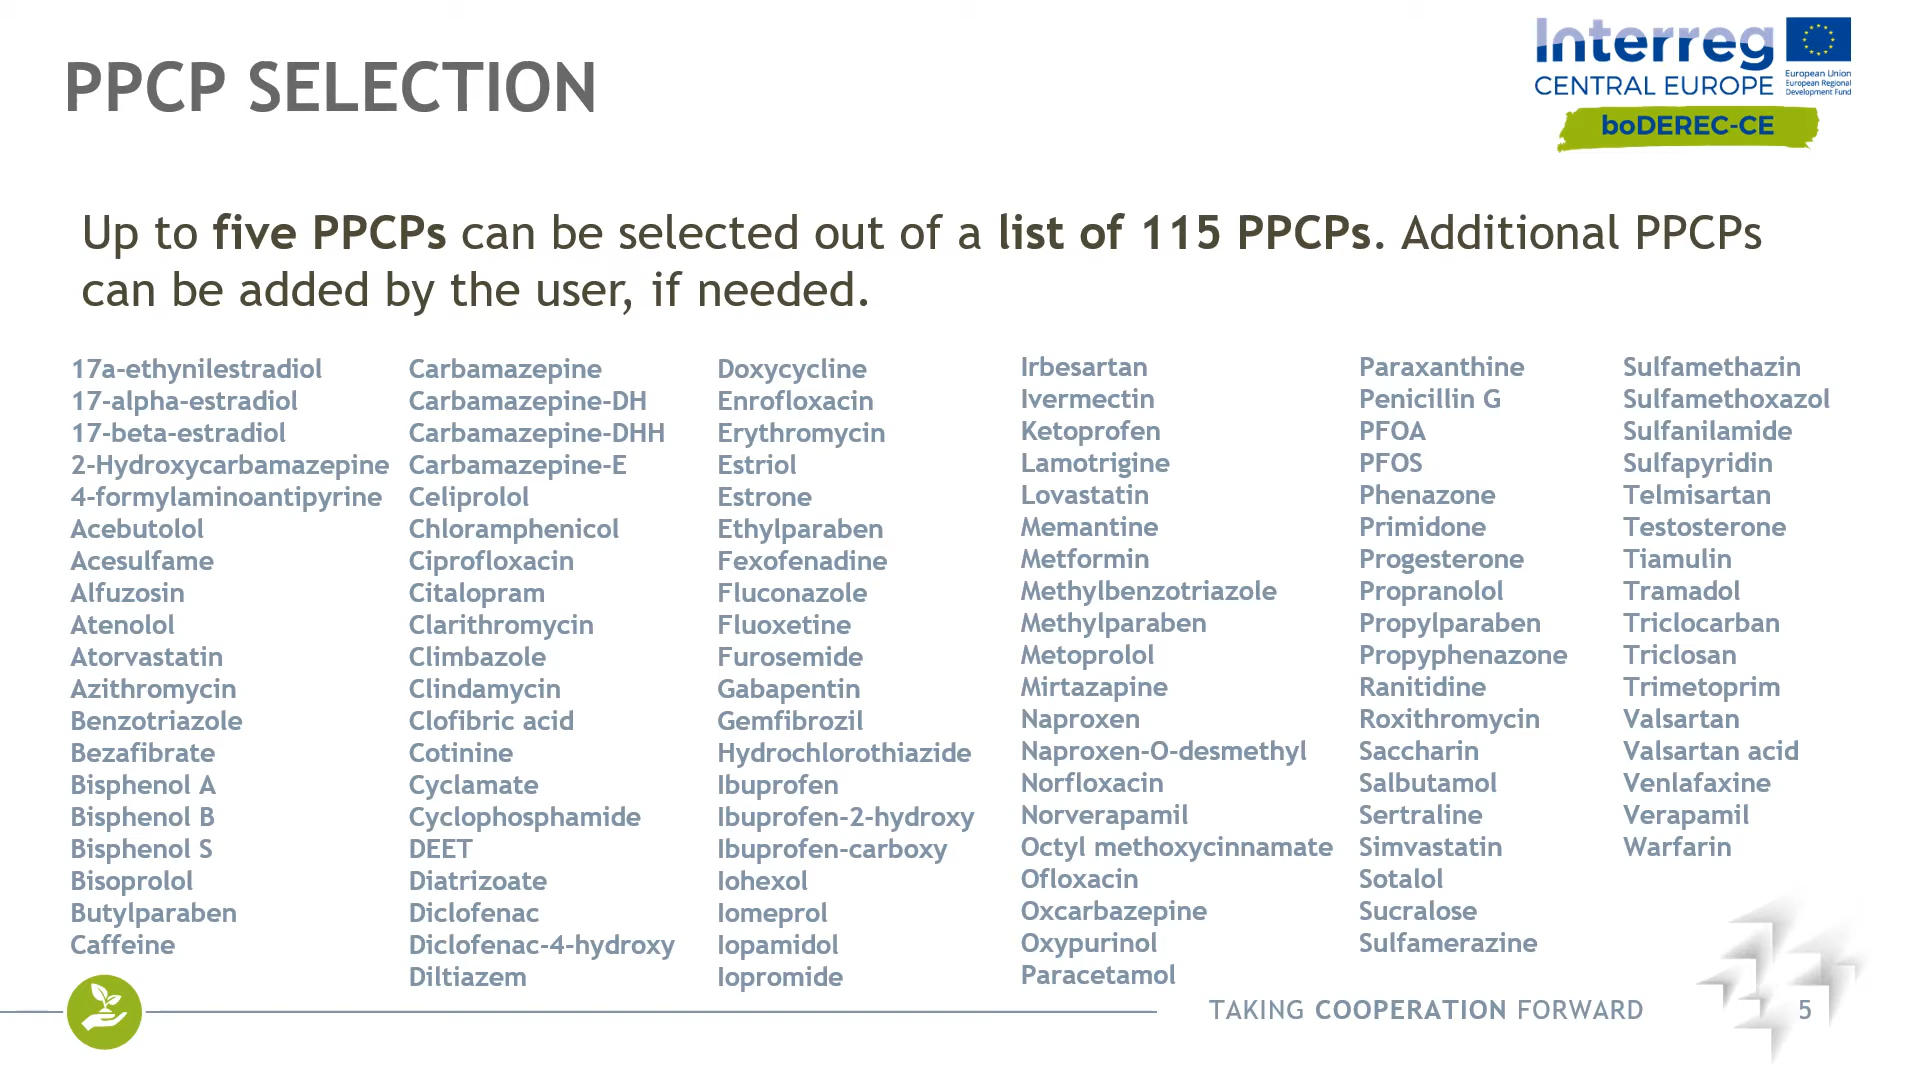 PPCP SELECTION
Interreg
CENTRAL EUROPE
European Union
European Regional
Development Fund
boDEREC-CE
Up to five PPCPs can be selected out of a list of 115 PPCPs. Additional PPCPs
can be added by the user, if needed.
17a-ethynilestradiol
17-alpha-estradiol
17-beta-estradiol
2-Hydroxycarbamazepine
4-formylaminoantipyrine
Acebutolol
Acesulfame
Alfuzosin
Atenolol
Atorvastatin
Azithromycin
Benzotriazole
Bezafibrate
Bisphenol A
Bisphenol B
Bisphenol S
Bisoprolol
Butylparaben
Caffeine
Carbamazepine
Carbamazepine-DH
Carbamazepine-DHH
Carbamazepine-E
Celiprolol
Chloramphenicol
Ciprofloxacin
Citalopram
Clarithromycin
Climbazole
Clindamycin
Clofibric acid
Cotinine
Cyclamate
Cyclophosphamide
DEET
Diatrizoate
Diclofenac
Diclofenac-4-hydroxy
Diltiazem
Doxycycline
Enrofloxacin
Erythromycin
Estriol
Estrone
Ethylparaben
Fexofenadine
Fluconazole
Fluoxetine
Furosemide
Gabapentin
Gemfibrozil
Hydrochlorothiazide
Ibuprofen
Ibuprofen-2-hydroxy
Ibuprofen-carboxy
Iohexol
Iomeprol
Iopamidol
Iopromide
Irbesartan
Ivermectin
Ketoprofen
Lamotrigine
Lovastatin
Memantine
Metformin
Methylbenzotriazole
Methylparaben
Metoprolol
Mirtazapine
Naproxen
Naproxen-O-desmethyl
Norfloxacin
Norverapamil
Octyl methoxycinnamate
Ofloxacin
Oxcarbazepine
Oxypurinol
Paracetamol
Paraxanthine
Penicillin G
PFOA
PFOS
Phenazone
Primidone
Progesterone
Propranolol
Propylparaben
Propyphenazone
Ranitidine
Roxithromycin
Saccharin
Salbutamol
Sertraline
Simvastatin
Sotalol
Sucralose
Sulfamerazine
Sulfamethazin
Sulfamethoxazol
Sulfanilamide
Sulfapyridin
Telmisartan
Testosterone
Tiamulin
Tramadol
Triclocarban
Triclosan
Trimetoprim
Valsartan
Valsartan acid
Venlafaxine
Verapamil
Warfarin
TAKING COOPERATION FORWARD
5